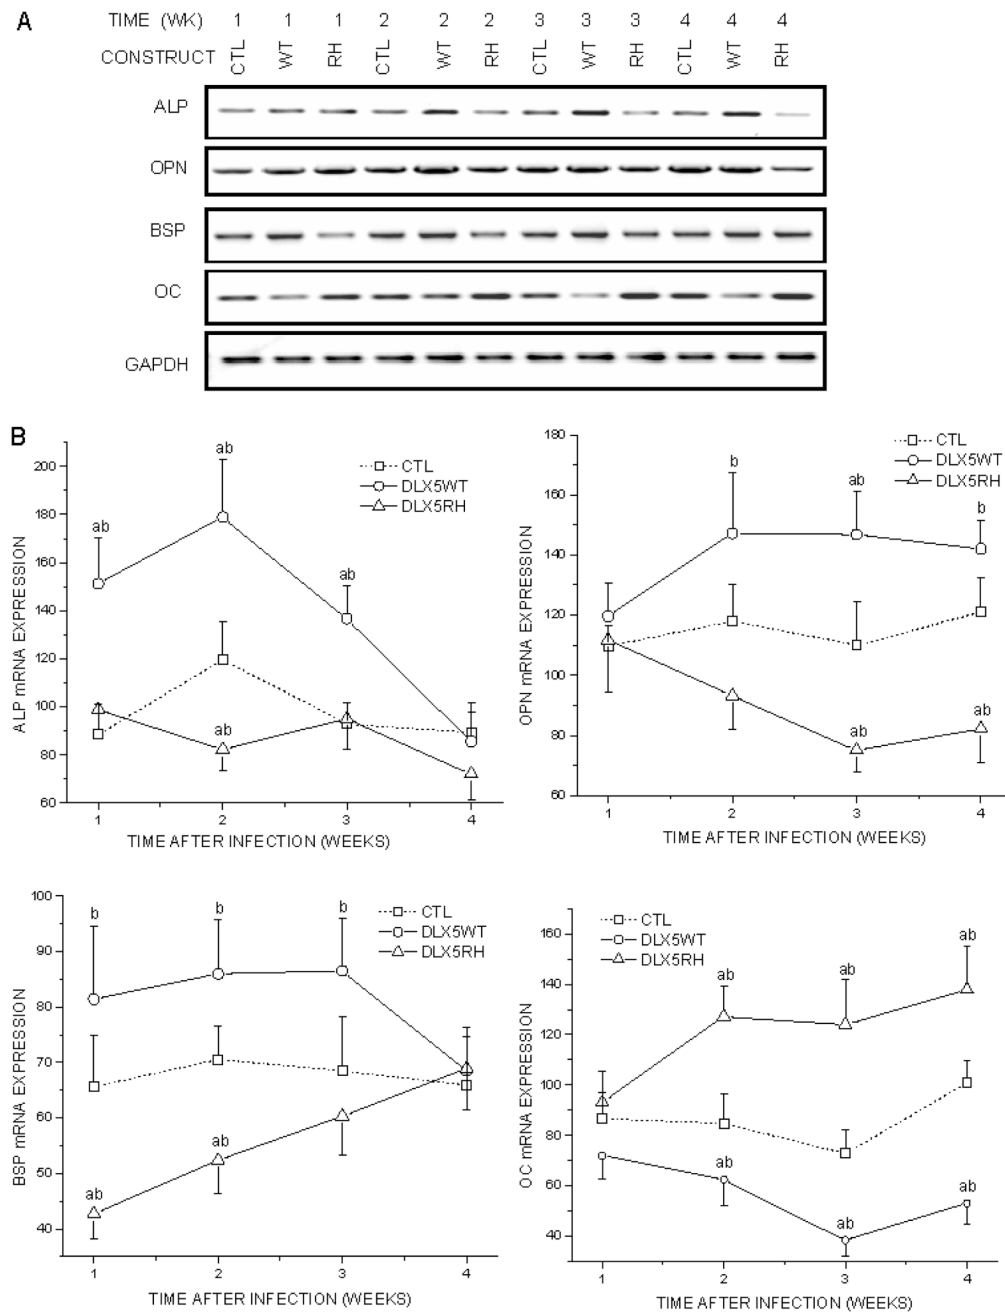 A
TIME (WK) 1 1 1 2 2 2 3 3 3 4 4 4
CONSTRUCT CTL WT RH CTL WT RH CTL WT RH CTL WT RH
ALP
OPN
BSP
OC
GAPDH
B
ALP mRNA EXPRESSION
200
180
160
140
120
100
80
60
ab
ab
ab
ab
CTL
DLX5WT
DLX5RH
1 2 3 4
TIME AFTER INFECTION (WEEKS)
OPN mRNA EXPRESSION
180
160
140
120
100
80
60
b
ab
b
ab
ab
CTL
DLX5WT
DLX5RH
1 2 3 4
TIME AFTER INFECTION (WEEKS)
BSP mRNA EXPRESSION
100
90
80
70
60
50
40
b
b
b
ab
ab
CTL
DLX5WT
DLX5RH
1 2 3 4
TIME AFTER INFECTION (WEEKS)
OC mRNA EXPRESSION
160
140
120
100
80
60
40
CTL
DLX5WT
DLX5RH
ab
ab
ab
ab
ab
ab
1 2 3 4
TIME AFTER INFECTION (WEEKS)